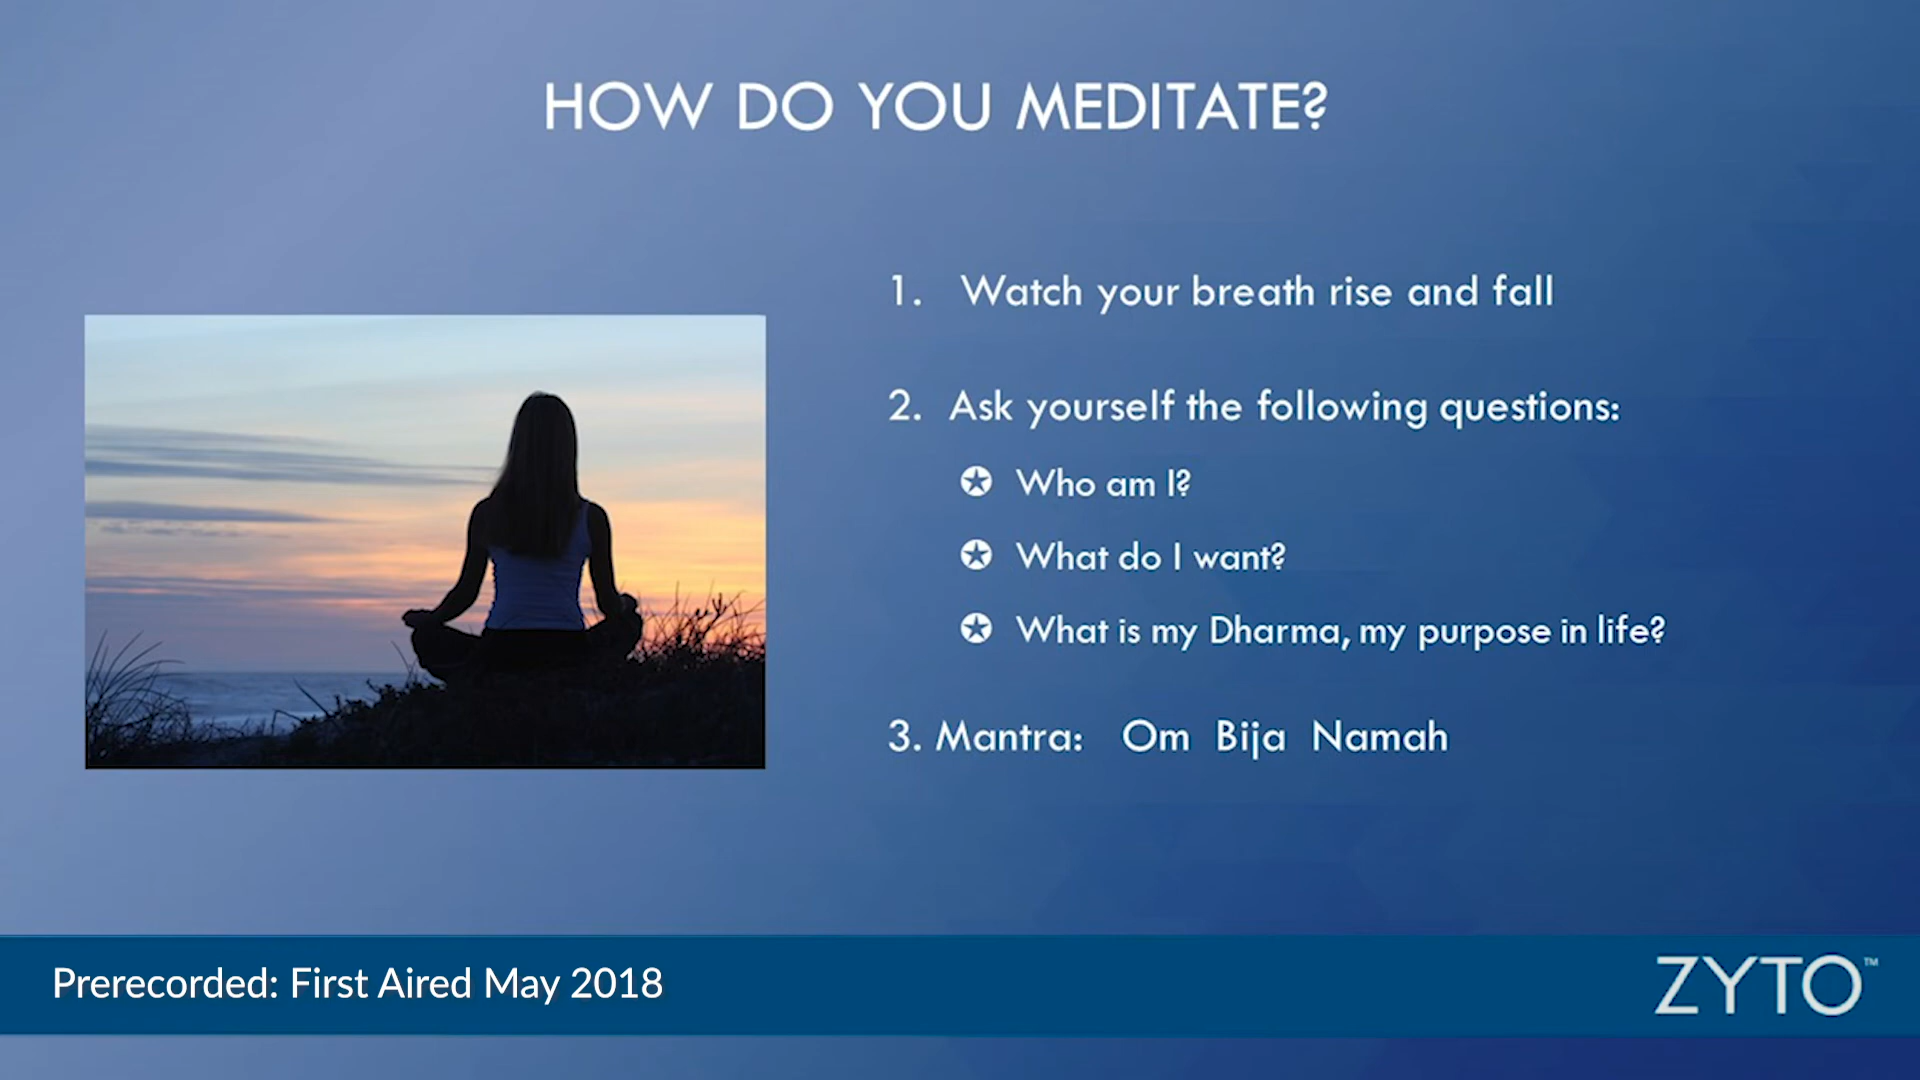 HOW DO YOU MEDITATE?
1. Watch your breath rise and fall
2. Ask yourself the following questions:
✪ Who am I?
✪ What do I want?
✪ What is my Dharma, my purpose in life?
3. Mantra: Om Bija Namah
Prerecorded: First Aired May 2018
ZYTO™